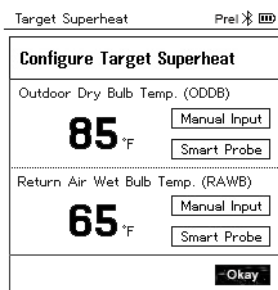 Target Superheat Prel
Configure Target Superheat
Outdoor Dry Bulb Temp. (ODDB)
85 °F
Manual Input
Smart Probe
Return Air Wet Bulb Temp. (RAWB)
65 °F
Manual Input
Smart Probe
Okay